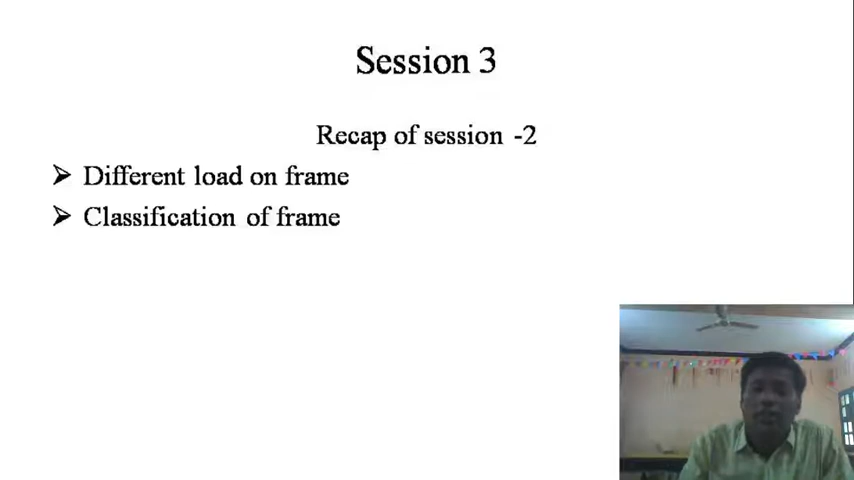 Session 3
Recap of session -2
Different load on frame
Classification of frame